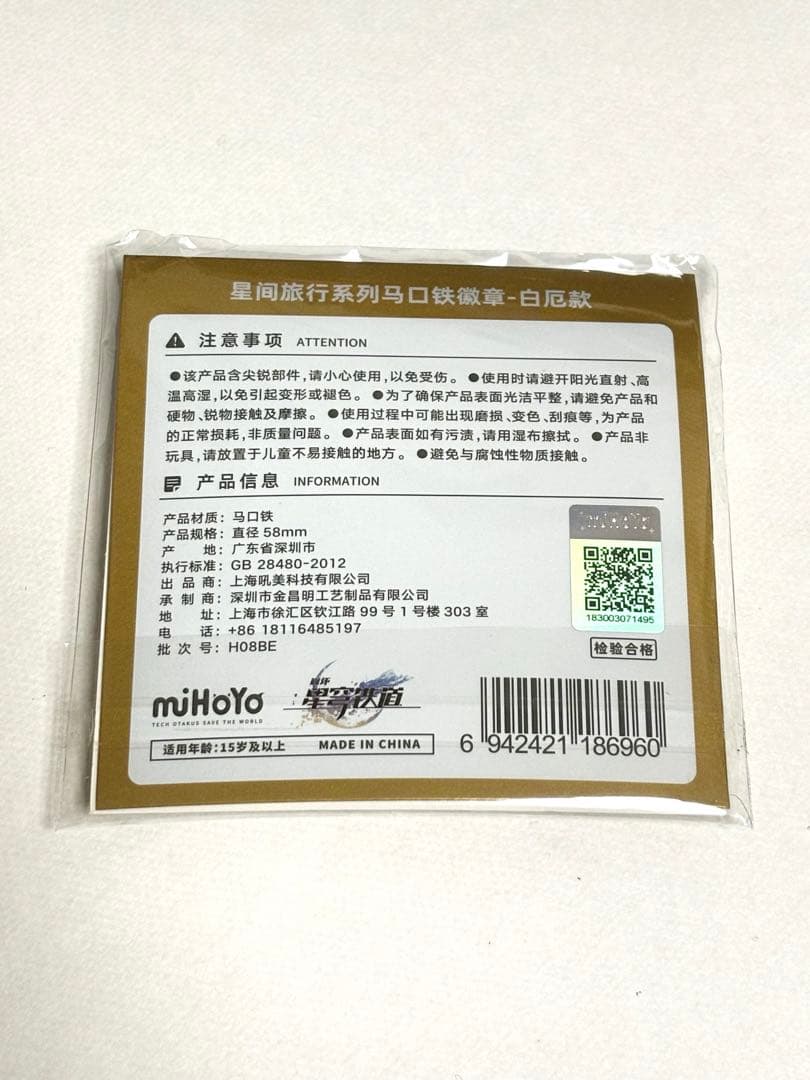 星间旅行系列马口铁徽章-白厄款
注意事项 ATTENTION
●该产品含尖锐部件,请小心使用,以免受伤。 ●使用时请避开阳光直射、高
温高湿,以免引起变形或褪色。 ●为了确保产品表面光洁平整,请避免产品和
硬物、锐物接触及摩擦。 ●使用过程中可能出现磨损、变色、刮痕等,为产品
的正常损耗,非质量问题。 ●产品表面如有污渍,请用湿布擦拭。 ●产品非
玩具,请放置于儿童不易接触的地方。 ●避免与腐蚀性物质接触。
产品信息 INFORMATION
产品材质: 马口铁
产品规格: 直径 58mm
产 地: 广东省深圳市
执行标准: GB 28480-2012
出 品 商: 上海吼美科技有限公司
承 制 商: 深圳市金昌明工艺制品有限公司
地 址: 上海市徐汇区钦江路 99 号 1 号楼 303 室
电 话: +86 18116485197
批 次 号: H08BE
miHoYo
183003071495
检验合格
miHoYo
TECH OTAKUS SAVE THE WORLD
崩坏
星穹铁道
适用年龄:15岁及以上 MADE IN CHINA
6 942421 186960